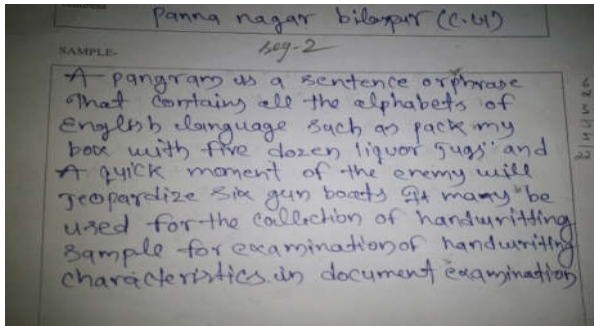 Panna nagar bilaspur (C.G)
SAMPLE-
seg-2
A pangram is a sentence or phrase
That contains all the alphabets of
English language such as pack my
box with five dozen liquor jugs" and
A quick moment of the enemy will
Jeopardize six gun boats It many be
used for the collection of handwritting
sample for examination of handwriting
characteristics. in document examination